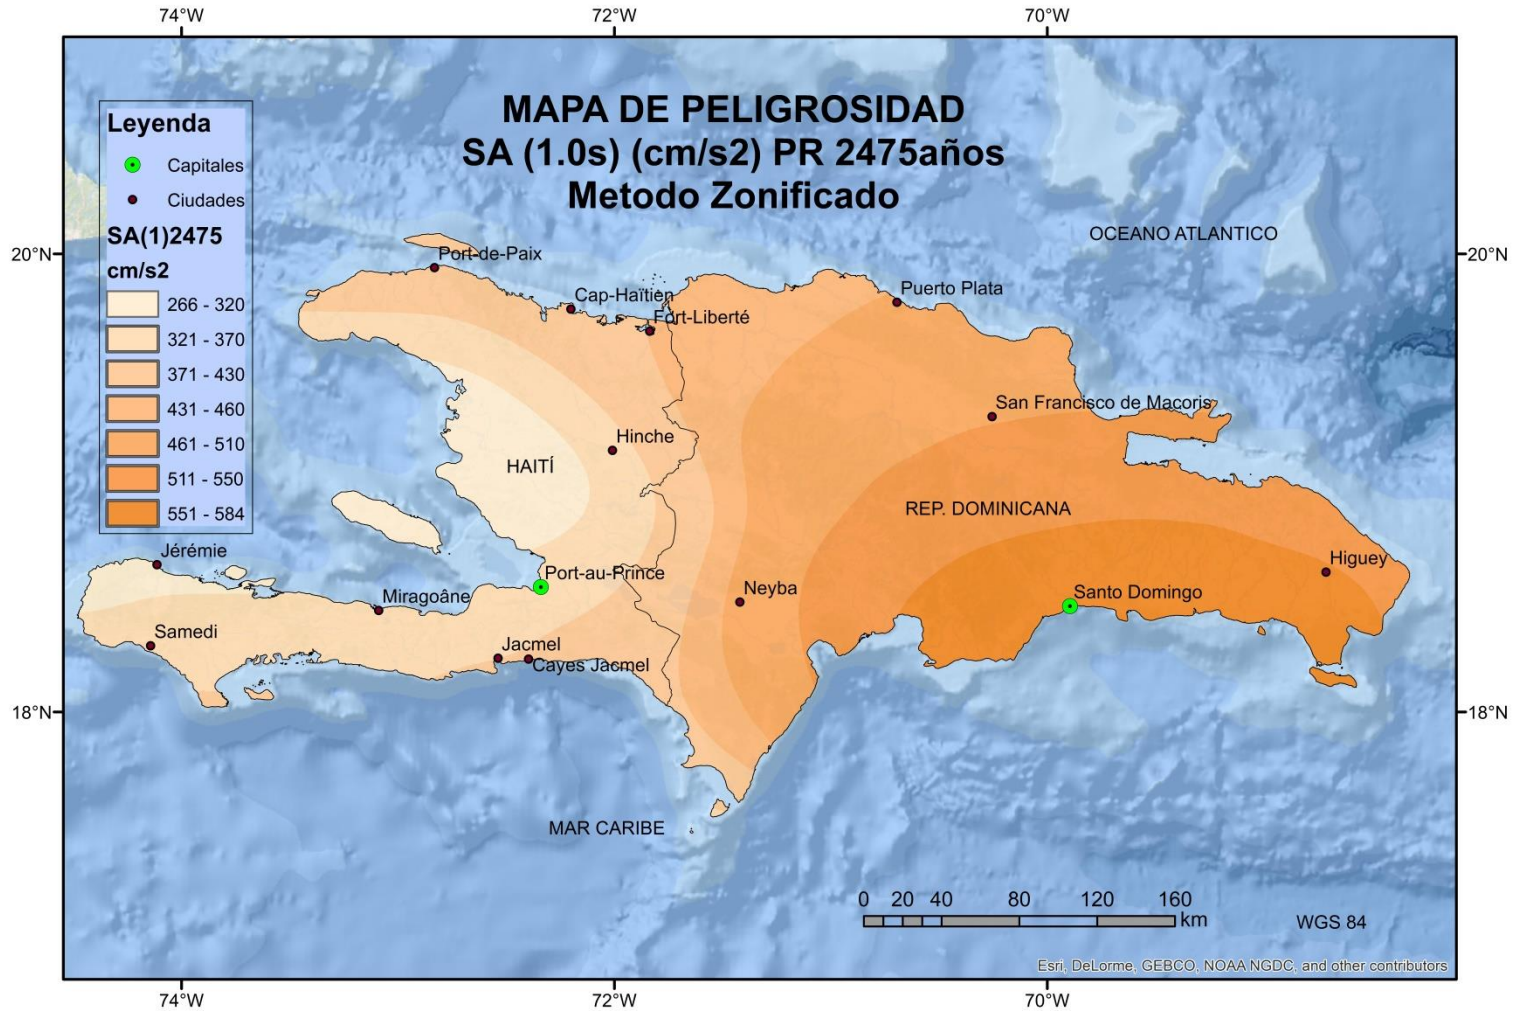 74°W
72°W
70°W
MAPA DE PELIGROSIDAD
SA (1.0s) (cm/s2) PR 2475años
Metodo Zonificado
Leyenda
Capitales
Ciudades
SA(1)2475
cm/s2
266 - 320
321 - 370
371 - 430
431 - 460
461 - 510
511 - 550
551 - 584
OCEANO ATLANTICO
20°N
20°N
Port-de-Paix
Cap-Haïtien
Fort-Liberté
Puerto Plata
San Francisco de Macoris
Hinche
HAITÍ
REP. DOMINICANA
Jérémie
Port-au-Prince
Miragoâne
Neyba
Higuey
Santo Domingo
Samedi
Jacmel
Cayes Jacmel
18°N
18°N
MAR CARIBE
0 20 40 80 120 160
km
WGS 84
Esri, DeLorme, GEBCO, NOAA NGDC, and other contributors
74°W
72°W
70°W